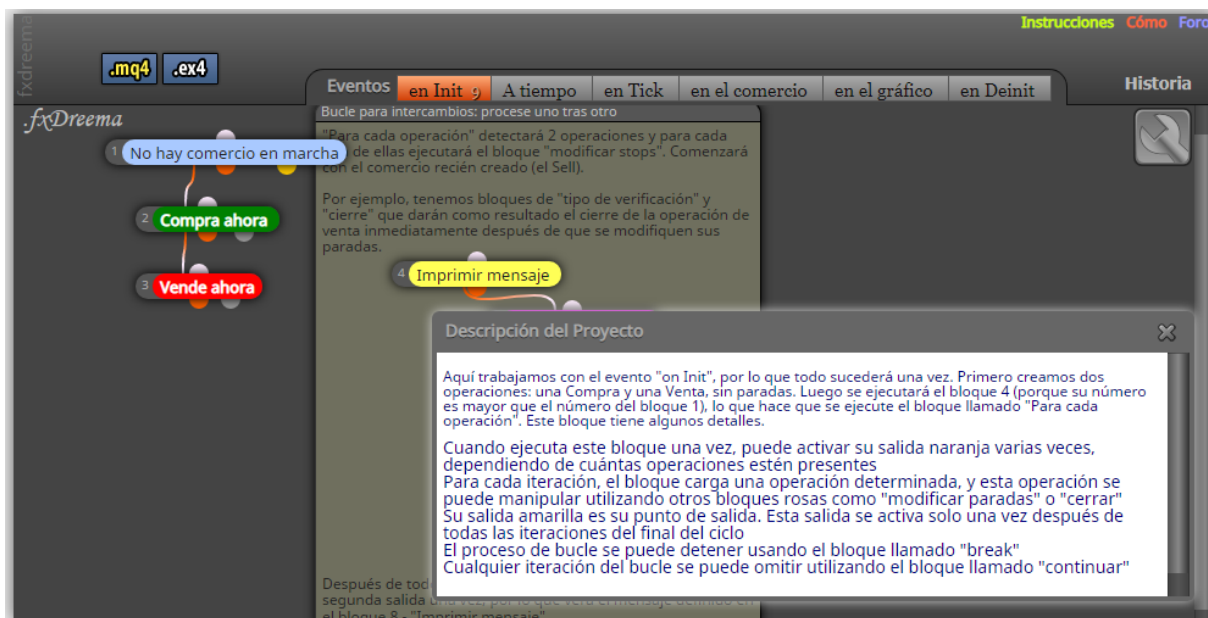 fxdreema
Instrucciones Cómo Foro
.mq4 .ex4
Eventos en Init 9 A tiempo en Tick en el comercio en el gráfico en Deinit
Historia
.fxDreema
1 No hay comercio en marcha
2 Compra ahora
3 Vende ahora
Bucle para intercambios: procese uno tras otro
"Para cada operación" detectará 2 operaciones y para cada
de ellas ejecutará el bloque "modificar stops". Comenzará
con el comercio recién creado (el Sell).
Por ejemplo, tenemos bloques de "tipo de verificación" y
"cierre" que darán como resultado el cierre de la operación de
venta inmediatamente después de que se modifiquen sus
paradas.
4 Imprimir mensaje
Descripción del Proyecto
Aquí trabajamos con el evento "on Init", por lo que todo sucederá una vez. Primero creamos dos
operaciones: una Compra y una Venta, sin paradas. Luego se ejecutará el bloque 4 (porque su número
es mayor que el número del bloque 1), lo que hace que se ejecute el bloque llamado "Para cada
operación". Este bloque tiene algunos detalles.
Cuando ejecuta este bloque una vez, puede activar su salida naranja varias veces,
dependiendo de cuántas operaciones estén presentes
Para cada iteración, el bloque carga una operación determinada, y esta operación se
puede manipular utilizando otros bloques rosas como "modificar paradas" o "cerrar"
Su salida amarilla es su punto de salida. Esta salida se activa solo una vez después de
todas las iteraciones del final del ciclo
El proceso de bucle se puede detener usando el bloque llamado "break"
Cualquier iteración del bucle se puede omitir utilizando el bloque llamado "continuar"
Después de
segunda salida una vez, por lo que verá el mensaje definido en
el bloque 8 - "Imprimir mensaje"